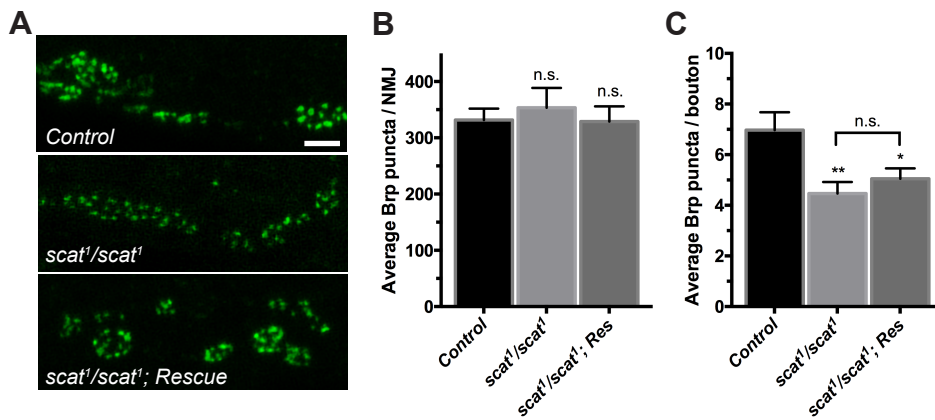 A
Control
scat¹/scat¹
scat¹/scat¹; Rescue
B
Average Brp puncta / NMJ
400
300
200
100
0
n.s.
n.s.
Control
scat¹/scat¹
scat¹/scat¹; Res
C
Average Brp puncta / bouton
10
8
6
4
2
0
n.s.
**
*
Control
scat¹/scat¹
scat¹/scat¹; Res